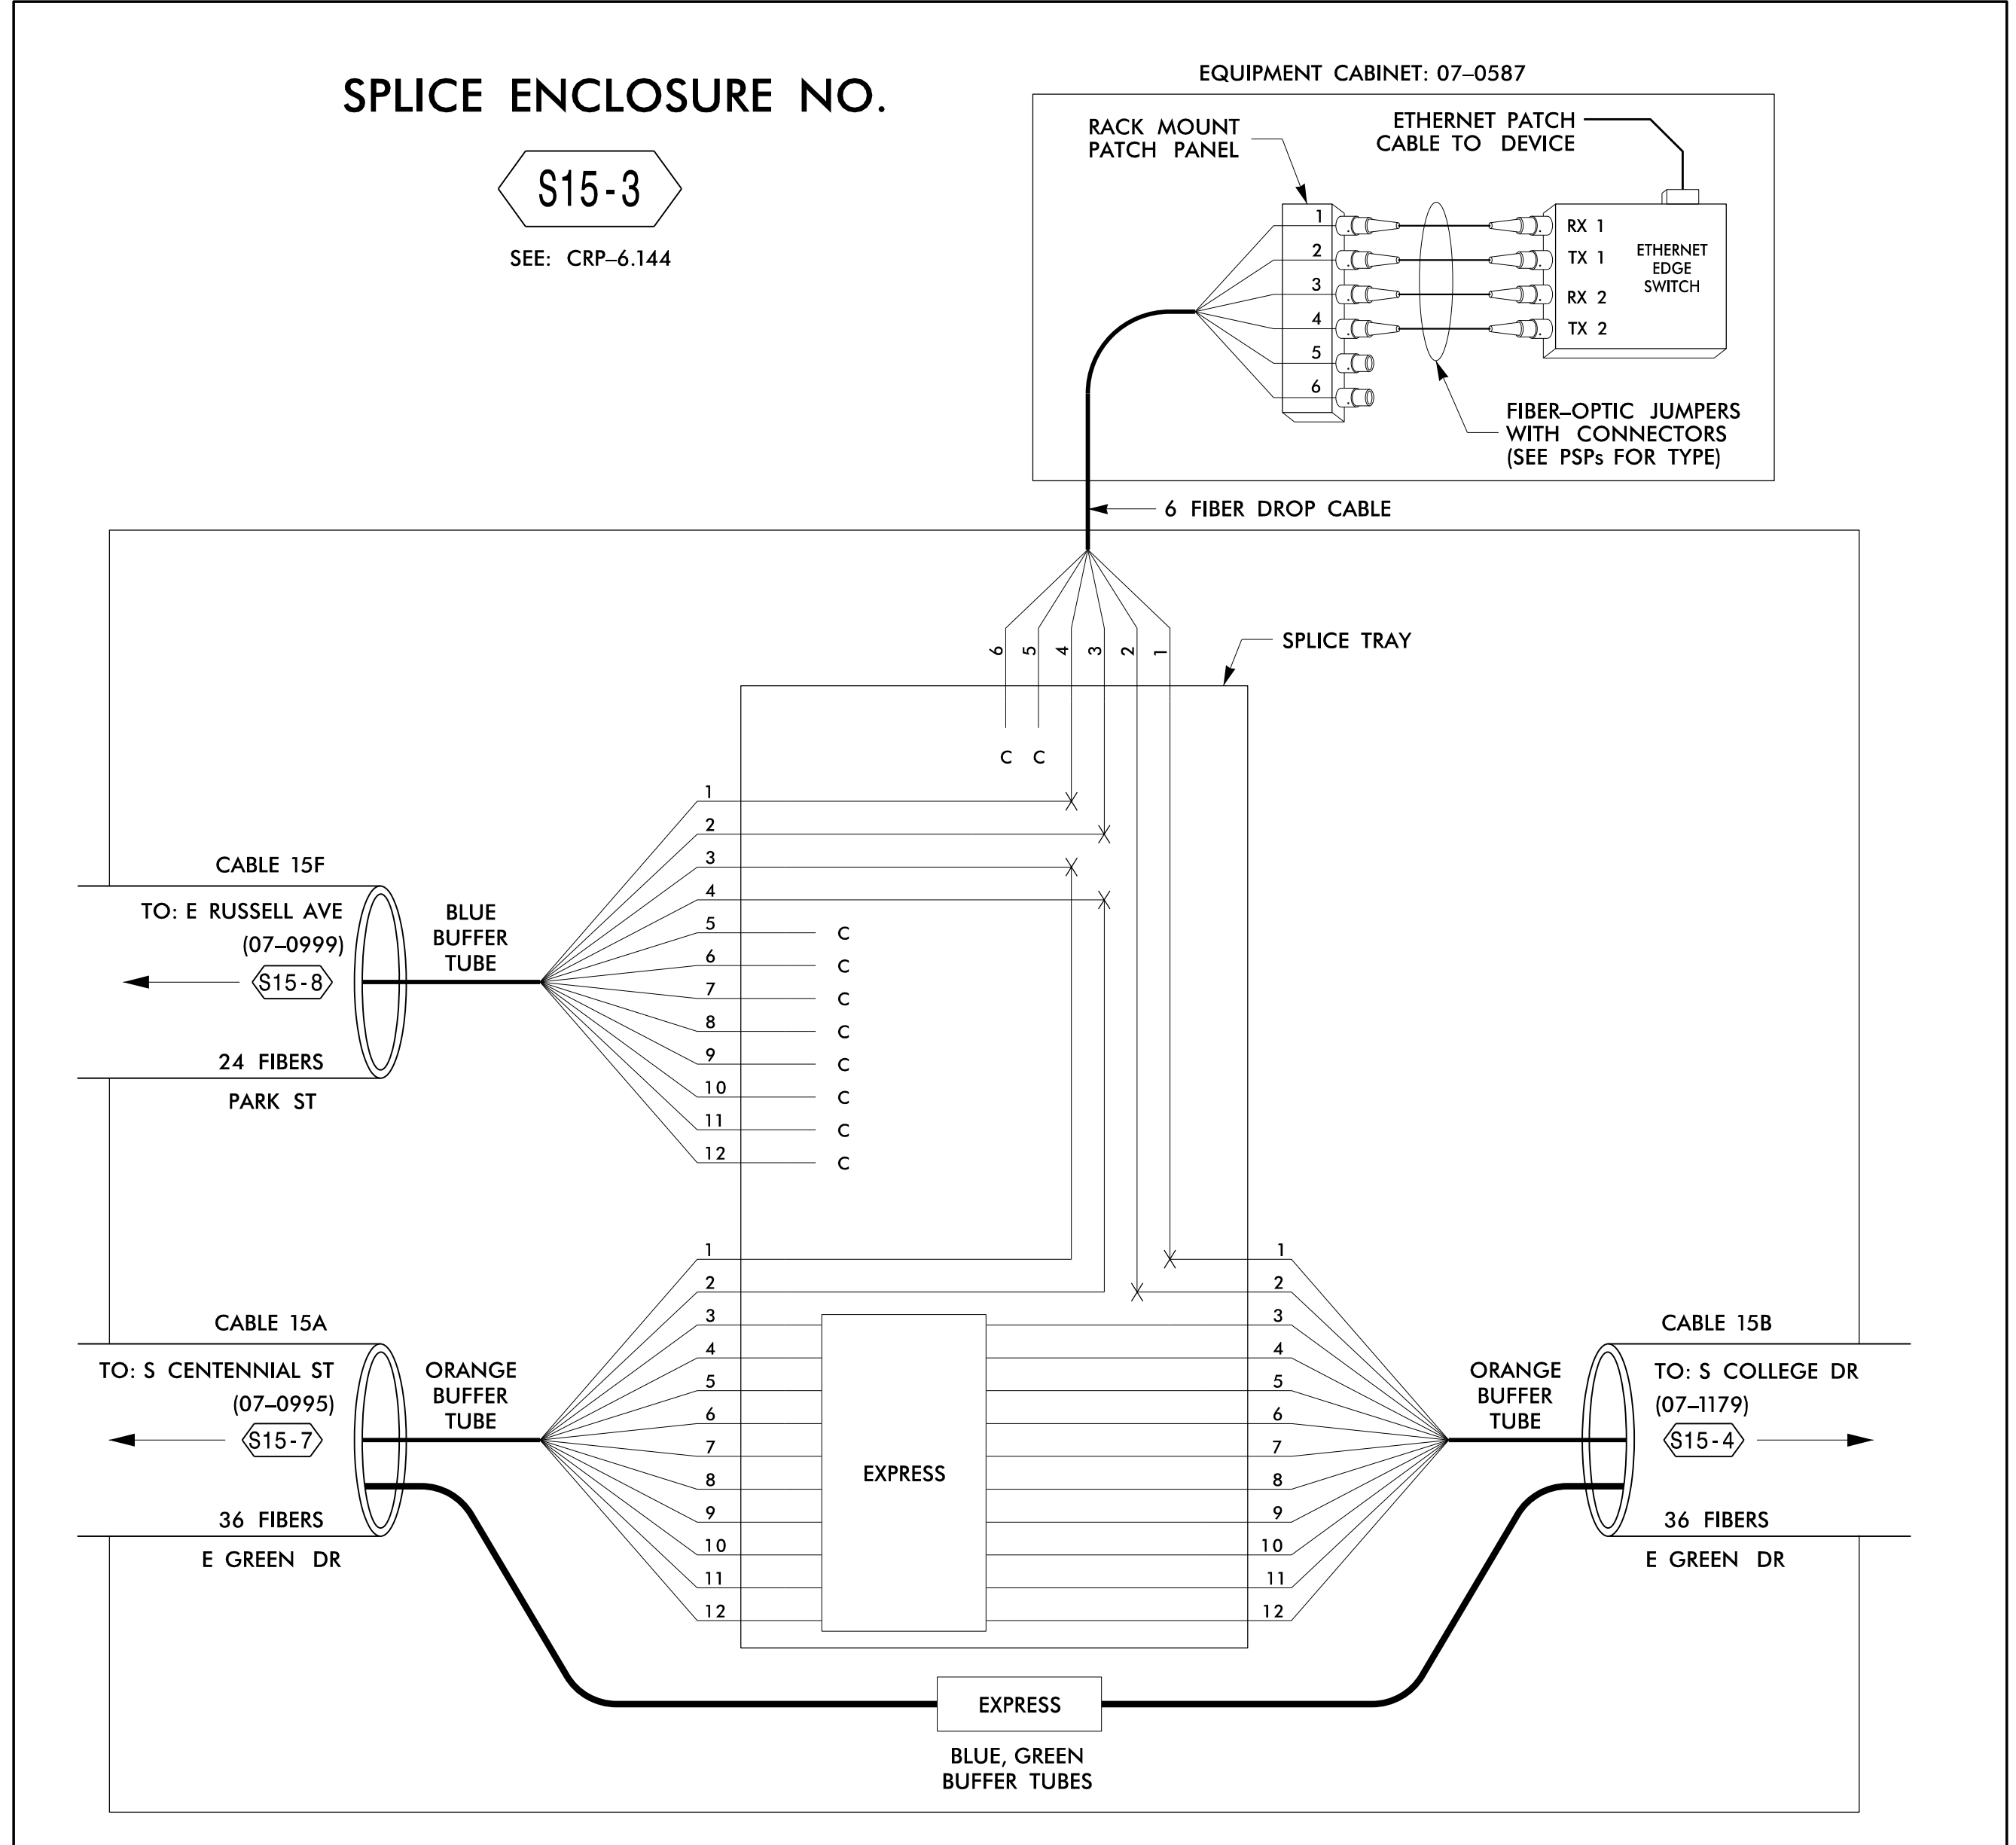 SPLICE ENCLOSURE NO.
S15-3
SEE: CRP-6.144
EQUIPMENT CABINET: 07-0587
RACK MOUNT
PATCH PANEL
ETHERNET PATCH
CABLE TO DEVICE
1
2
3
4
5
6
RX 1
TX 1
RX 2
TX 2
ETHERNET
EDGE
SWITCH
FIBER-OPTIC JUMPERS
WITH CONNECTORS
(SEE PSPs FOR TYPE)
6 FIBER DROP CABLE
6 5 4 3 2 1
SPLICE TRAY
C C
CABLE 15F
TO: E RUSSELL AVE
(07-0999)
S15-8
24 FIBERS
PARK ST
BLUE
BUFFER
TUBE
1
2
3
4
5 C
6 C
7 C
8 C
9 C
10 C
11 C
12 C
CABLE 15A
TO: S CENTENNIAL ST
(07-0995)
S15-7
36 FIBERS
E GREEN DR
ORANGE
BUFFER
TUBE
1
2
3
4
5
6
7
8
9
10
11
12
EXPRESS
1
2
3
4
5
6
7
8
9
10
11
12
ORANGE
BUFFER
TUBE
CABLE 15B
TO: S COLLEGE DR
(07-1179)
S15-4
36 FIBERS
E GREEN DR
EXPRESS
BLUE, GREEN
BUFFER TUBES